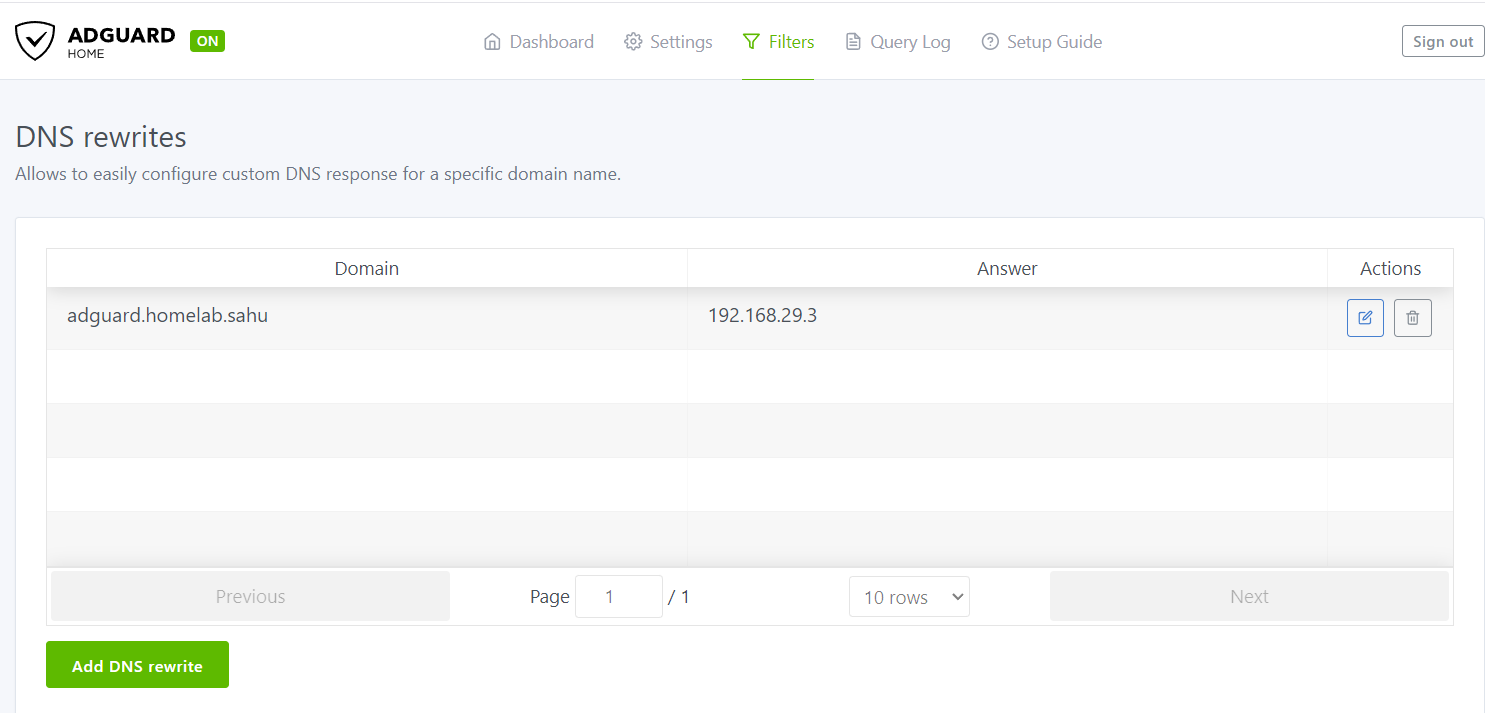 ADGUARD
HOME
ON
Dashboard
Settings
Filters
Query Log
Setup Guide
Sign out
DNS rewrites
Allows to easily configure custom DNS response for a specific domain name.
Domain Answer Actions
adguard.homelab.sahu 192.168.29.3
Previous Page 1 / 1 10 rows Next
Add DNS rewrite